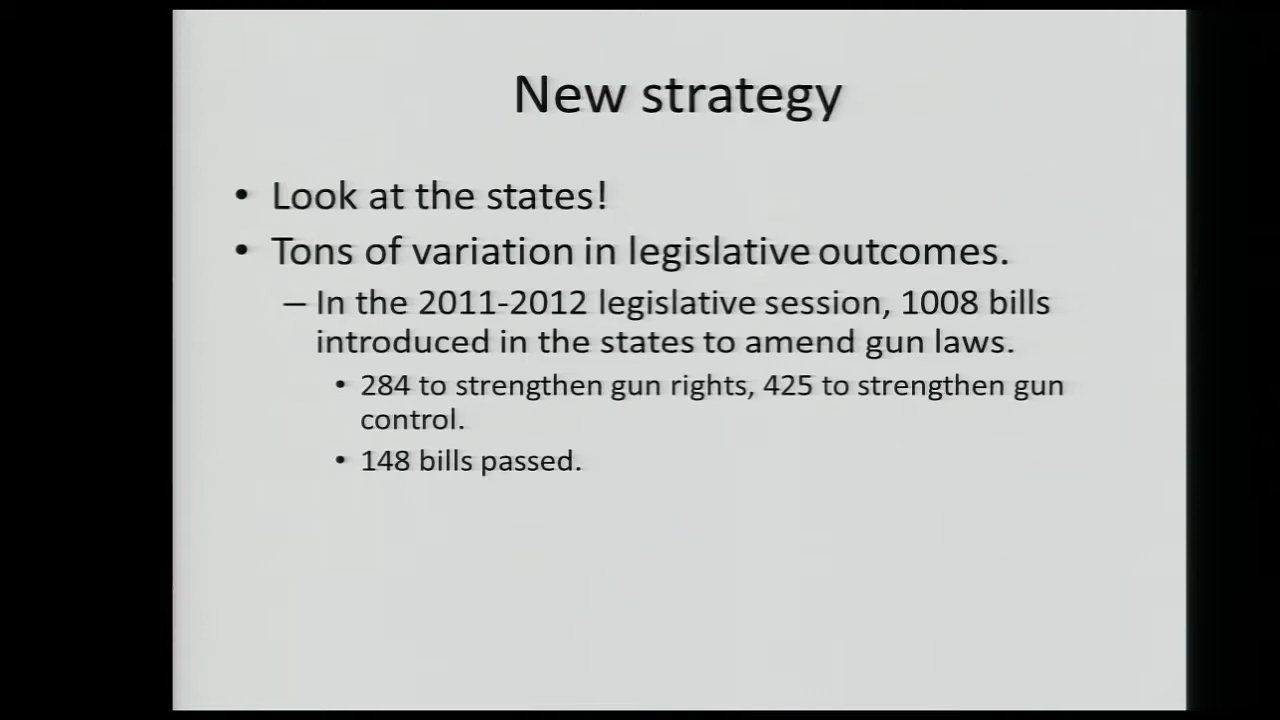 New strategy
• Look at the states!
• Tons of variation in legislative outcomes.
– In the 2011-2012 legislative session, 1008 bills
introduced in the states to amend gun laws.
• 284 to strengthen gun rights, 425 to strengthen gun
control.
• 148 bills passed.